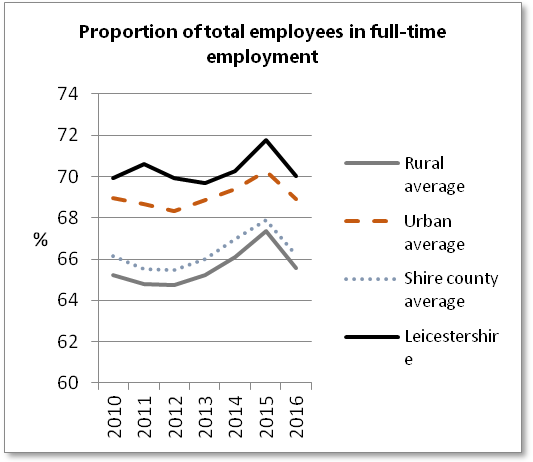 Proportion of total employees in full-time
employment
74
72
70
68
66
64
62
60
%
2010
2011
2012
2013
2014
2015
2016
Rural
average
Urban
average
Shire county
average
Leicestershir
e